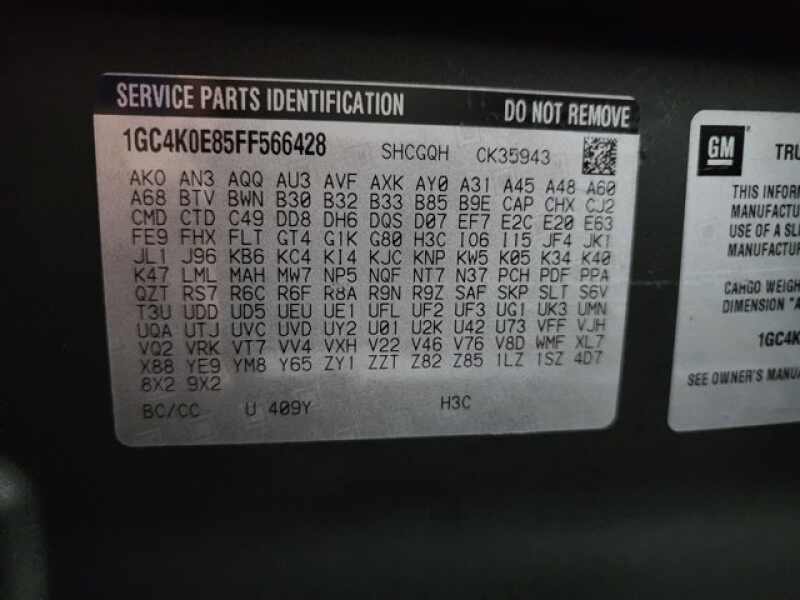 SERVICE PARTS IDENTIFICATION DO NOT REMOVE
1GC4K0E85FF566428 SHCGQH CK35943
AK0 AN3 AQQ AU3 AVF AXK AY0 A31 A45 A48 A60
A68 BTV BWN B30 B32 B33 B85 B9E CAP CHX CJ2
CMD CTD C49 DD8 DH6 DQS D07 EF7 E2C E20 E63
FE9 FHX FLT GT4 G1K G80 H3C I06 I15 JF4 JK1
JL1 J96 KB6 KC4 KI4 KJC KNP KW5 K05 K34 K40
K47 LML MAH MW7 NP5 NQF NT7 N37 PCH PDF PPA
QZT RS7 R6C R6F R8A R9N R9Z SAF SKP SLT S6V
T3U UDD UD5 UEU UE1 UFL UF2 UF3 UG1 UK3 UMN
UQA UTJ UVC UVD UY2 U01 U2K U42 U73 VFF VJH
VQ2 VRK VT7 VV4 VXH V22 V46 V76 V8D WMF XL7
X88 YE9 YM8 Y65 ZY1 ZZT Z82 Z85 1LZ 1SZ 4D7
8X2 9X2
BC/CC U 409Y H3C
GM
TRU
THIS INFORM
MANUFACTU
USE OF A SL
MANUFACTU
CARGO WEIGH
DIMENSION "A
1GC4K
SEE OWNER'S MANUA